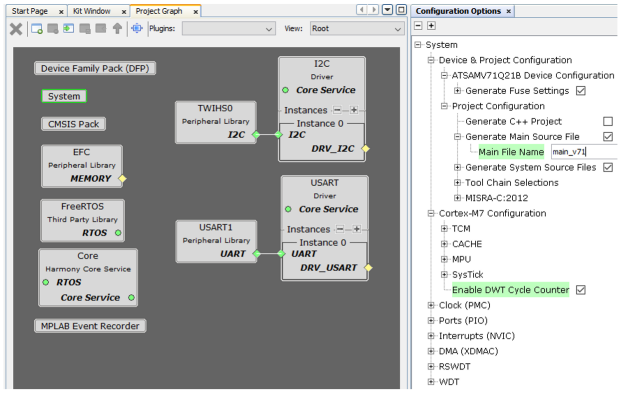 Start Page x Kit Window x Project Graph x
Plugins: View: Root
Device Family Pack (DFP)
System
CMSIS Pack
EFC
Peripheral Library
MEMORY
FreeRTOS
Third Party Library
RTOS
Core
Harmony Core Service
RTOS
Core Service
MPLAB Event Recorder
TWIHS0
Peripheral Library
I2C
I2C
Driver
Core Service
Instances
Instance 0
I2C
DRV_I2C
USART1
Peripheral Library
UART
USART
Driver
Core Service
Instances
Instance 0
UART
DRV_USART
Configuration Options x
System
Device & Project Configuration
ATSAMV71Q21B Device Configuration
Generate Fuse Settings
Project Configuration
Generate C++ Project
Generate Main Source File
Main File Name main_v71
Generate System Source Files
Tool Chain Selections
MISRA-C:2012
Cortex-M7 Configuration
TCM
CACHE
MPU
SysTick
Enable DWT Cycle Counter
Clock (PMC)
Ports (PIO)
Interrupts (NVIC)
DMA (XDMAC)
RSWDT
WDT